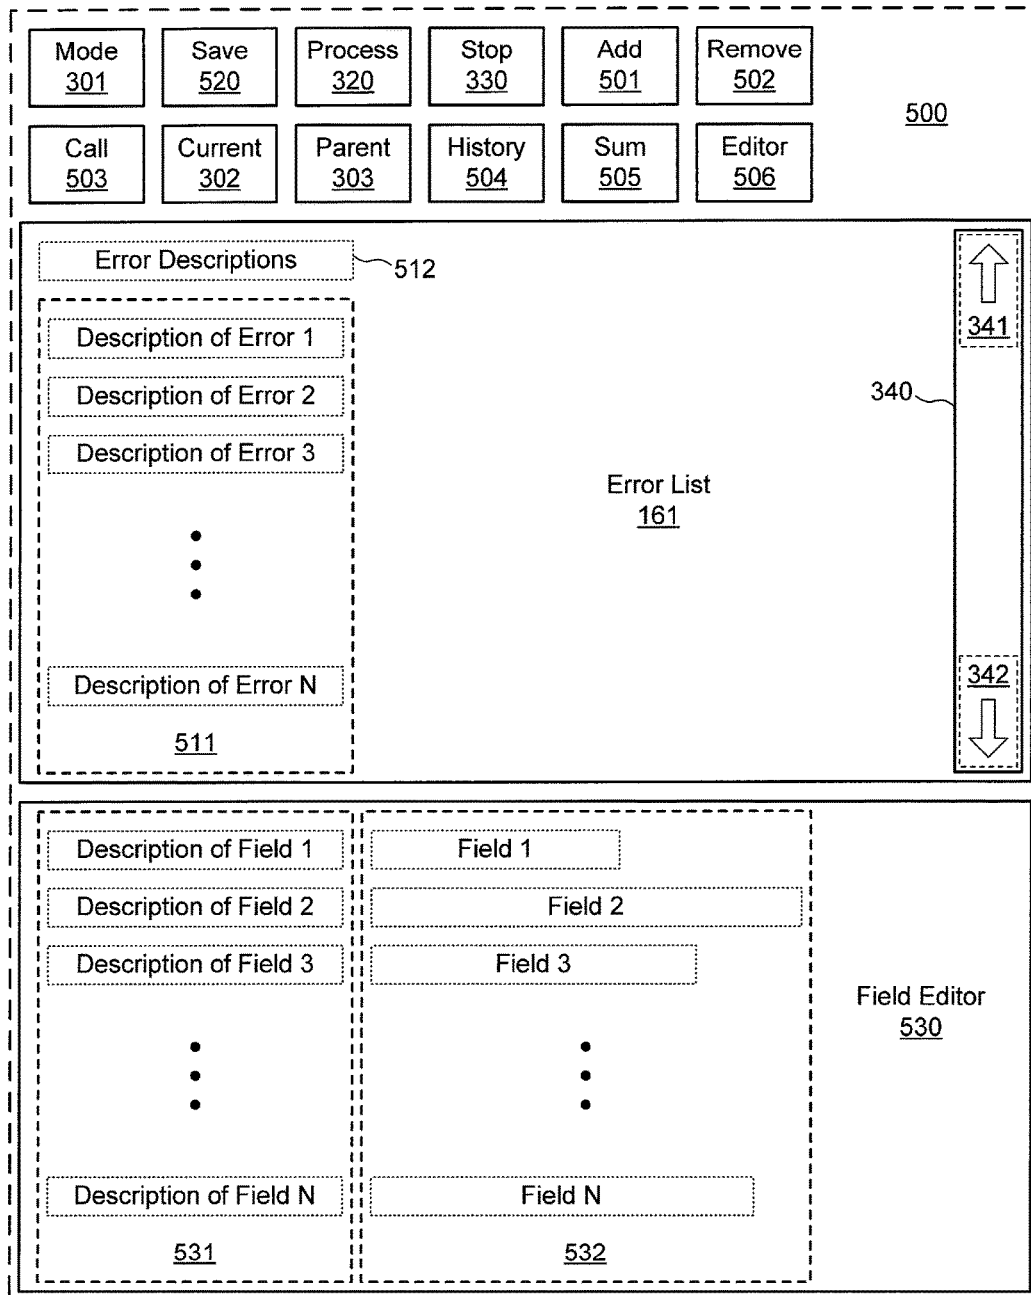 Mode Save Process Stop Add Remove
301 520 320 330 501 502
500
Call Current Parent History Sum Editor
503 302 303 504 505 506
Error Descriptions
512
341
Description of Error 1
Description of Error 2
340
Description of Error 3
Error List
161
Description of Error N
342
511
Description of Field 1 Field 1
Description of Field 2 Field 2
Description of Field 3 Field 3
Field Editor
530
Description of Field N Field N
531 532